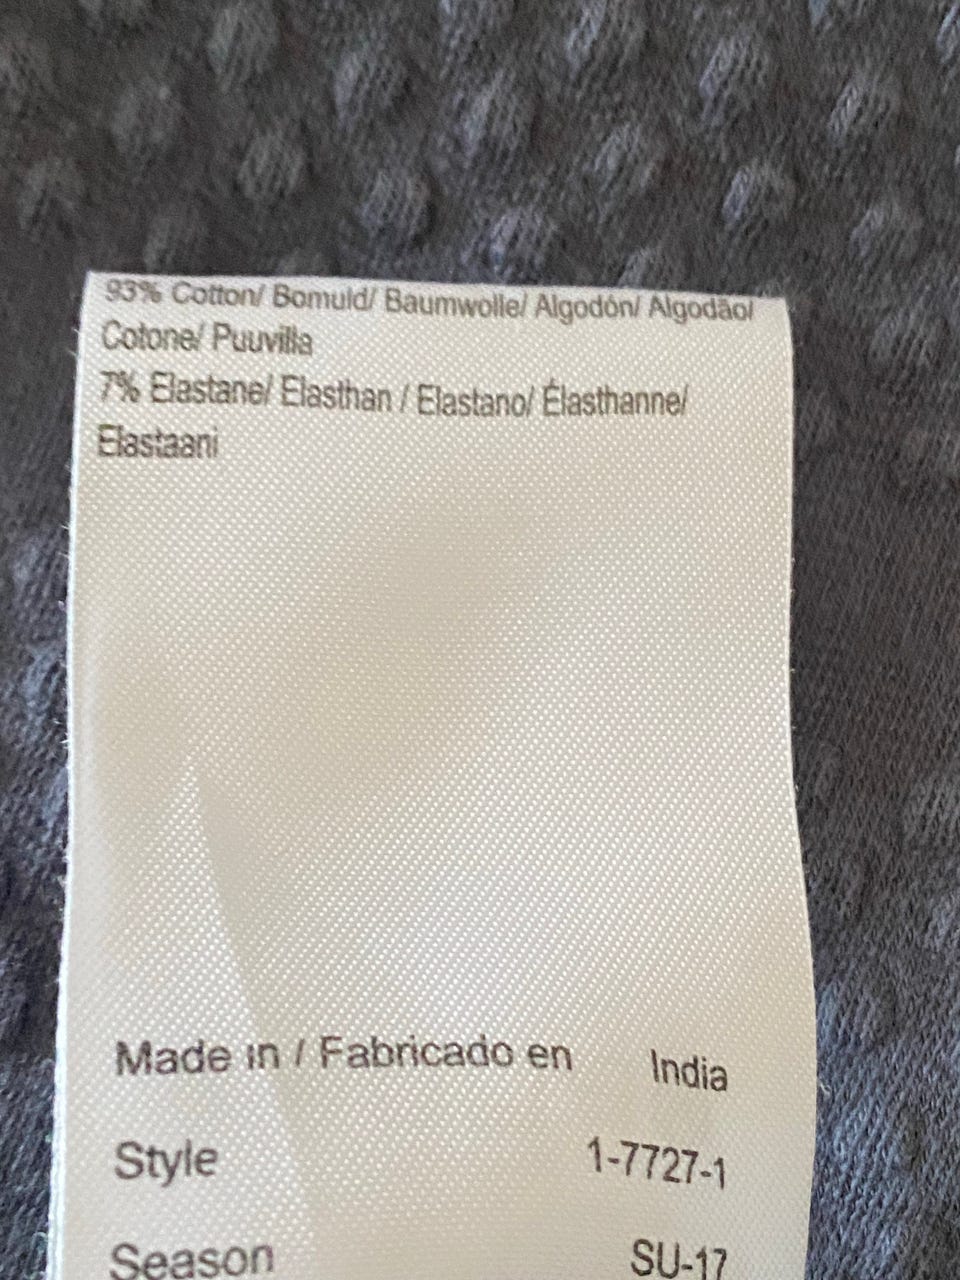 93% Cotton/ Bomuld/ Baumwolle/ Algodón/ Algodão/
Cotone/ Puuvilla
7% Elastane/ Elasthan / Elastano/ Élasthanne/
Elastaani
Made in / Fabricado en India
Style 1-7727-1
Season SU-17